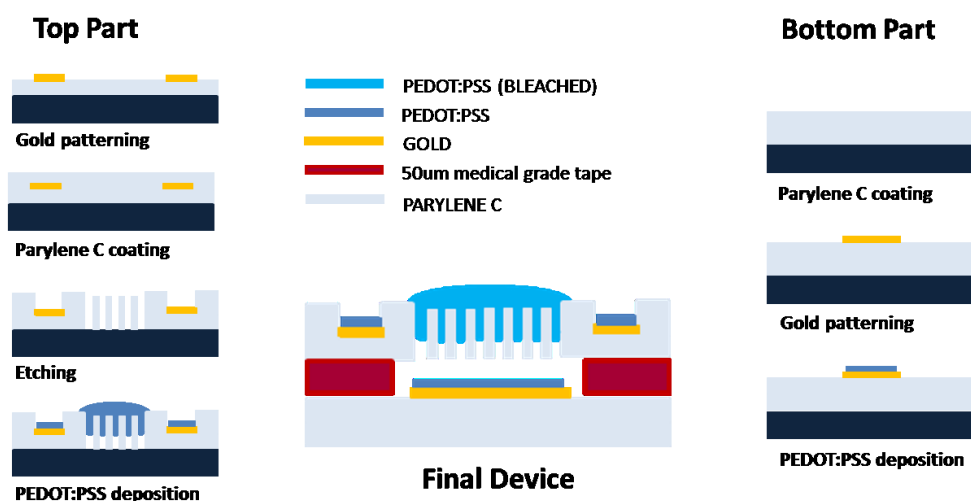 Top Part
Gold patterning
Parylene C coating
Etching
PEDOT:PSS deposition
PEDOT:PSS (BLEACHED)
PEDOT:PSS
GOLD
50um medical grade tape
PARYLENE C
Final Device
Bottom Part
Parylene C coating
Gold patterning
PEDOT:PSS deposition